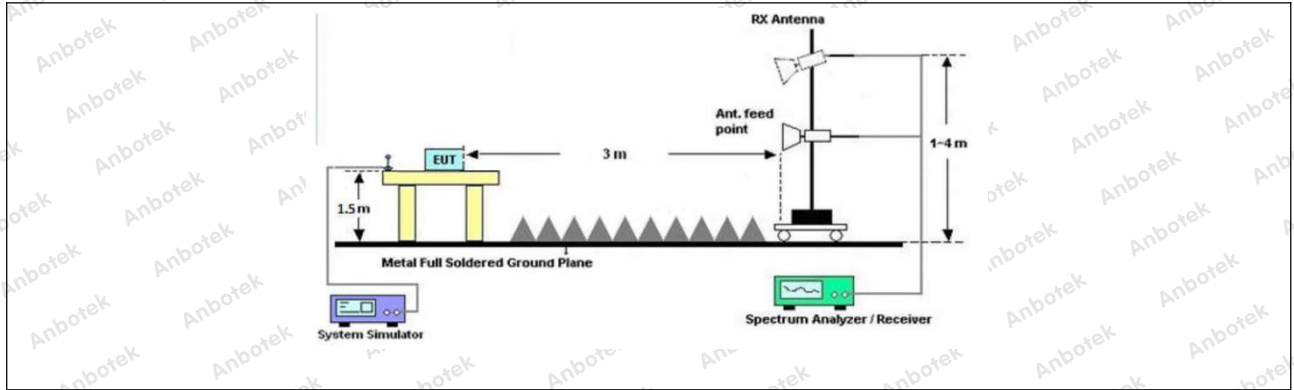 RX Antenna
Ant. feed
point
EUT
3 m
1~4 m
1.5 m
Metal Full Soldered Ground Plane
System Simulator
Spectrum Analyzer / Receiver
Anbotek